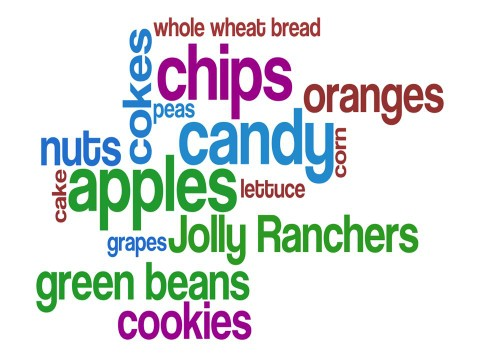 whole wheat bread
cokes
chips
oranges
peas
candy
corn
nuts
cake
apples
lettuce
grapes
Jolly Ranchers
green beans
cookies